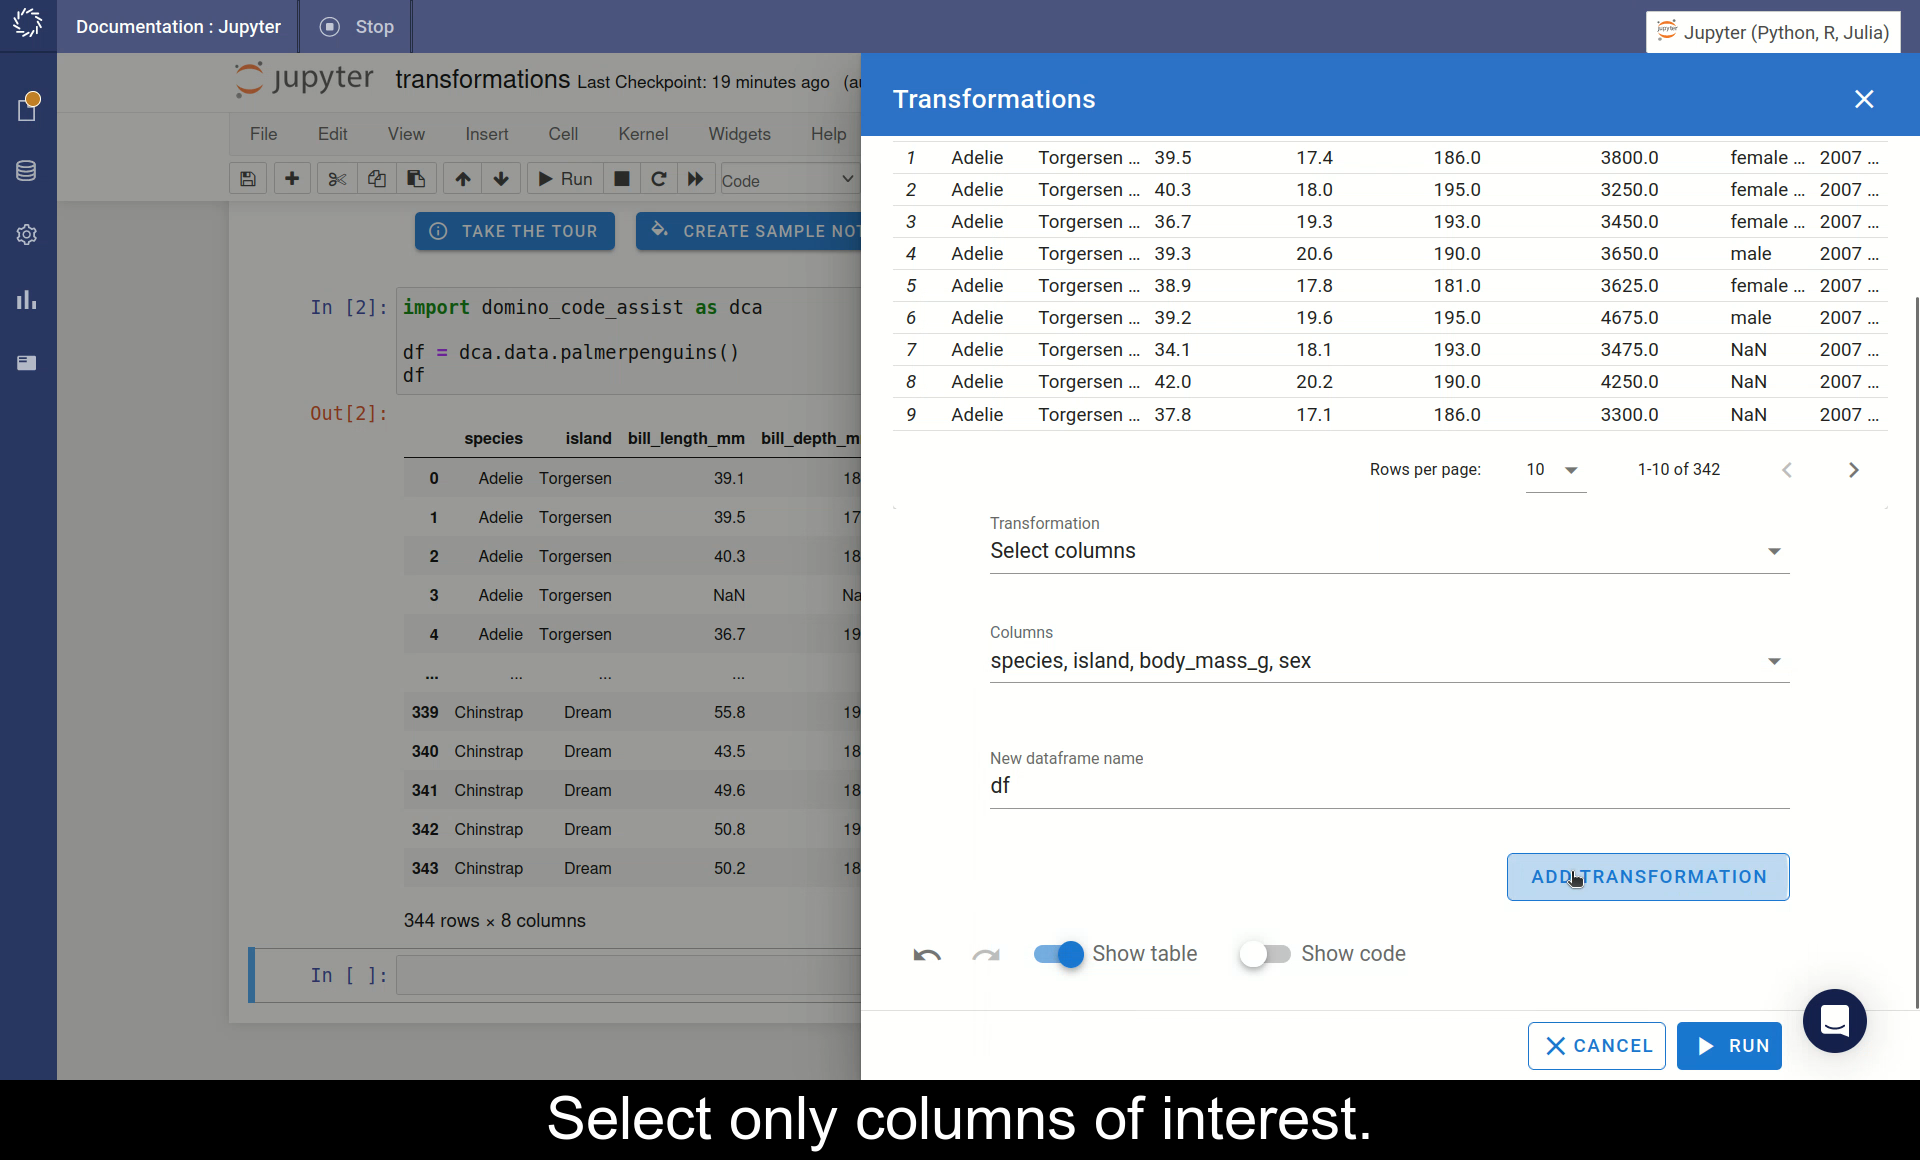 Documentation : Jupyter
Stop
Jupyter (Python, R, Julia)
jupyter transformations Last Checkpoint: 19 minutes ago (au
File Edit View Insert Cell Kernel Widgets Help
Run
Code
TAKE THE TOUR
CREATE SAMPLE NOT
In [2]:
import domino_code_assist as dca
df = dca.data.palmerpenguins()
df
Out[2]:
species island bill_length_mm bill_depth_m
0 Adelie Torgersen 39.1 18
1 Adelie Torgersen 39.5 17
2 Adelie Torgersen 40.3 18
3 Adelie Torgersen NaN Na
4 Adelie Torgersen 36.7 19
... ... ... ...
339 Chinstrap Dream 55.8 19
340 Chinstrap Dream 43.5 18
341 Chinstrap Dream 49.6 18
342 Chinstrap Dream 50.8 19
343 Chinstrap Dream 50.2 18
344 rows × 8 columns
In [ ]:
Transformations
1 Adelie Torgersen ... 39.5 17.4 186.0 3800.0 female ... 2007 ...
2 Adelie Torgersen ... 40.3 18.0 195.0 3250.0 female ... 2007 ...
3 Adelie Torgersen ... 36.7 19.3 193.0 3450.0 female ... 2007 ...
4 Adelie Torgersen ... 39.3 20.6 190.0 3650.0 male 2007 ...
5 Adelie Torgersen ... 38.9 17.8 181.0 3625.0 female ... 2007 ...
6 Adelie Torgersen ... 39.2 19.6 195.0 4675.0 male 2007 ...
7 Adelie Torgersen ... 34.1 18.1 193.0 3475.0 NaN 2007 ...
8 Adelie Torgersen ... 42.0 20.2 190.0 4250.0 NaN 2007 ...
9 Adelie Torgersen ... 37.8 17.1 186.0 3300.0 NaN 2007 ...
Rows per page: 10 1-10 of 342
Transformation
Select columns
Columns
species, island, body_mass_g, sex
New dataframe name
df
ADD TRANSFORMATION
Show table
Show code
CANCEL
RUN
Select only columns of interest.